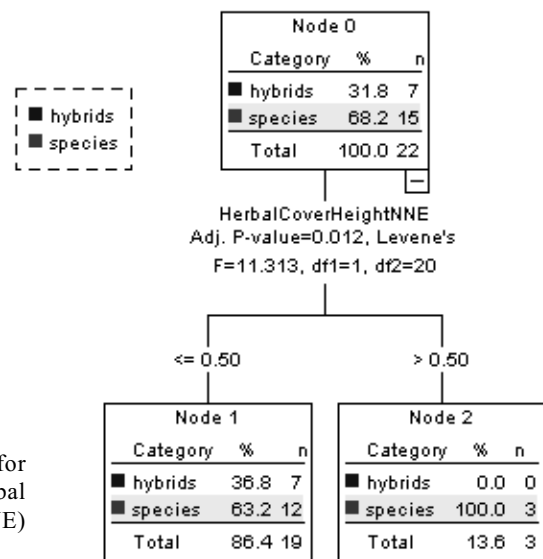 Node 0
Category % n
hybrids 31.8 7
species 68.2 15
Total 100.0 22
hybrids
species
HerbalCoverHeightNNE
Adj. P-value=0.012, Levene's
F=11.313, df1=1, df2=20
<= 0.50
> 0.50
Node 1
Category % n
hybrids 36.8 7
species 63.2 12
Total 86.4 19
Node 2
Category % n
hybrids 0.0 0
species 100.0 3
Total 13.6 3
for